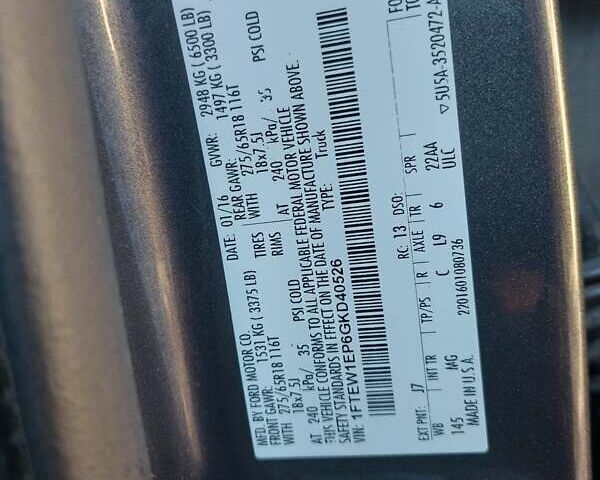 MFD. BY FORD MOTOR CO.
DATE: 01/16 GVWR: 2948 KG ( 6500 LB)
FRONT GAWR: 1531 KG ( 3375 LB) REAR GAWR: 1497 KG ( 3300 LB)
275/65R18 116T TIRES 275/65R18 116T
WITH 18x7.5J RIMS WITH 18x7.5J
AT 240 kPa/ 35 PSI COLD AT 240 kPa/ 35 PSI COLD
THIS VEHICLE CONFORMS TO ALL APPLICABLE FEDERAL MOTOR VEHICLE
SAFETY STANDARDS IN EFFECT ON THE DATE OF MANUFACTURE SHOWN ABOVE.
VIN: 1FTEW1EP6GKD40526 TYPE: Truck
EXT PNT: J7 RC: 13 DSO:
WB INT TR TP/PS R AXLE TR SPR
145 MG C L9 6 22AA
MADE IN U.S.A. 2701601080736 ULC
▽5U5A-3520472-A